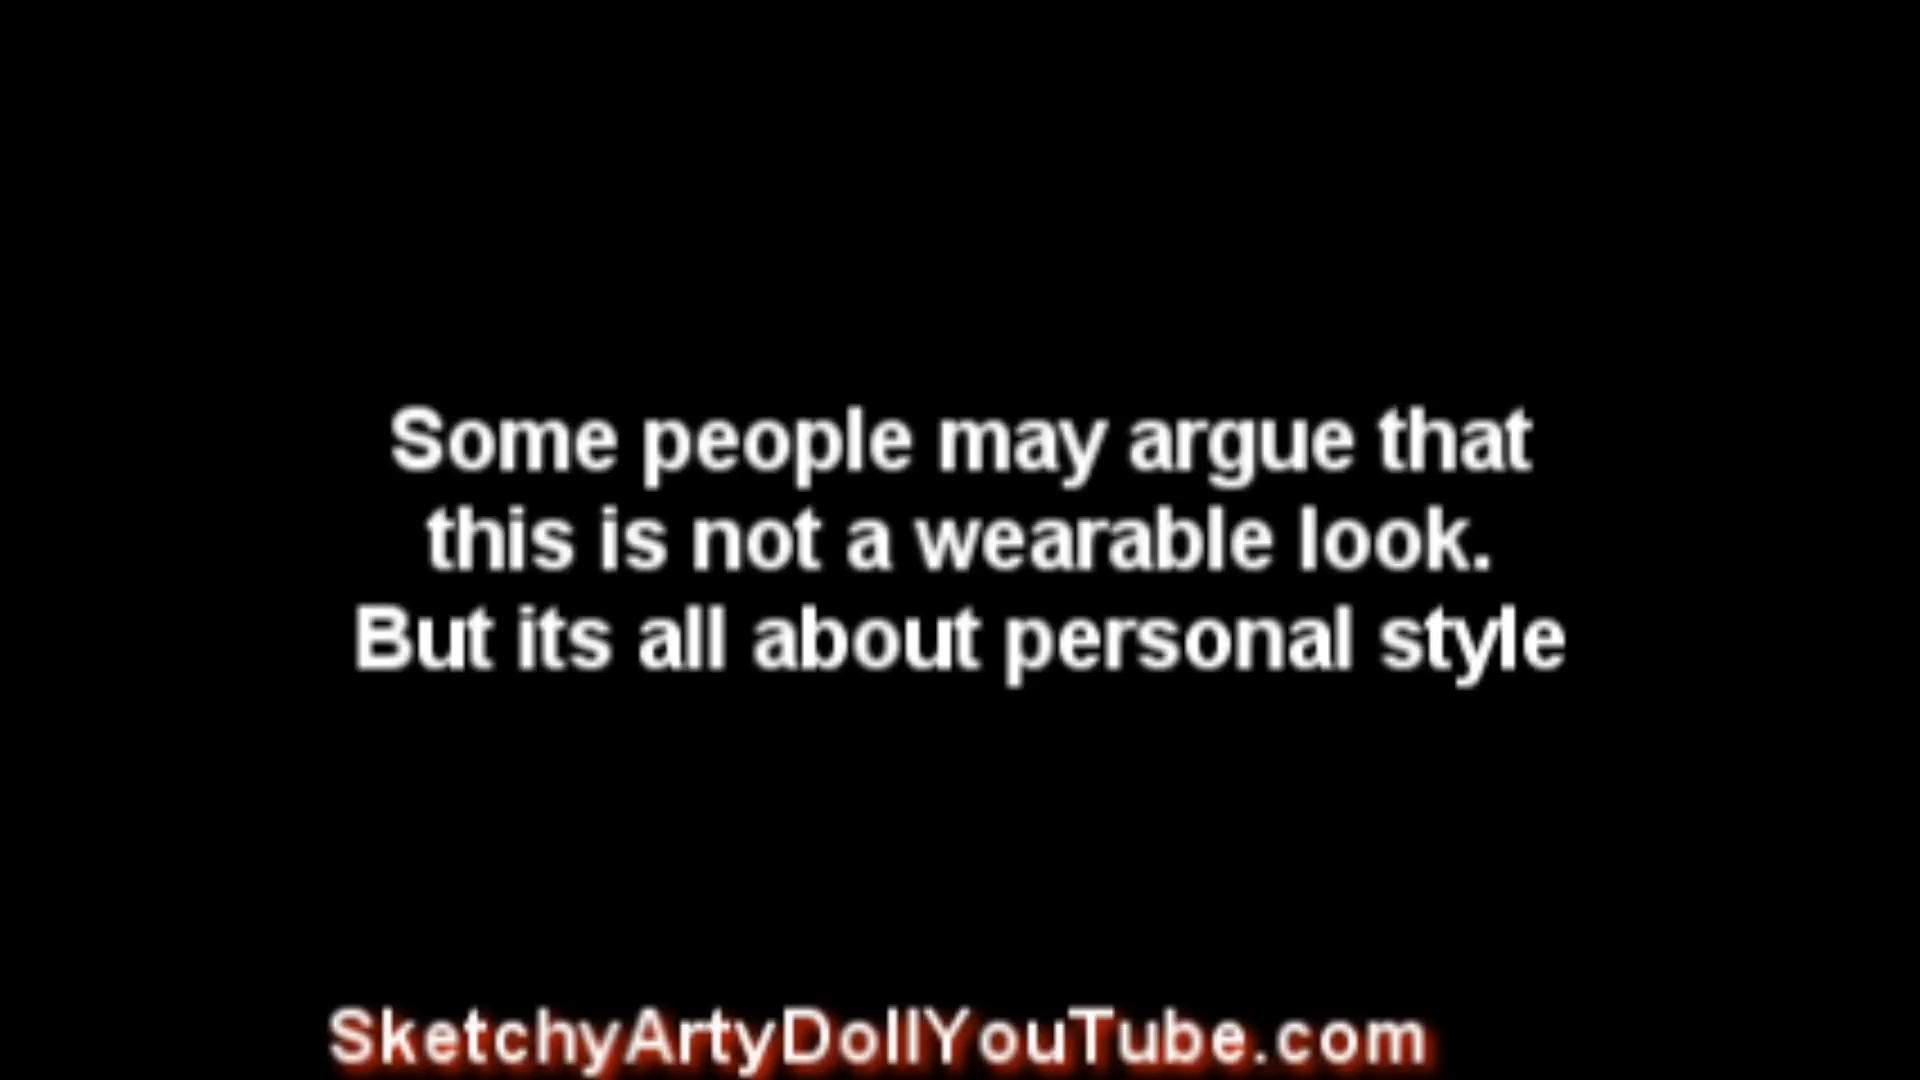 Some people may argue that
this is not a wearable look.
But its all about personal style
SketchyArtyDollYouTube.com